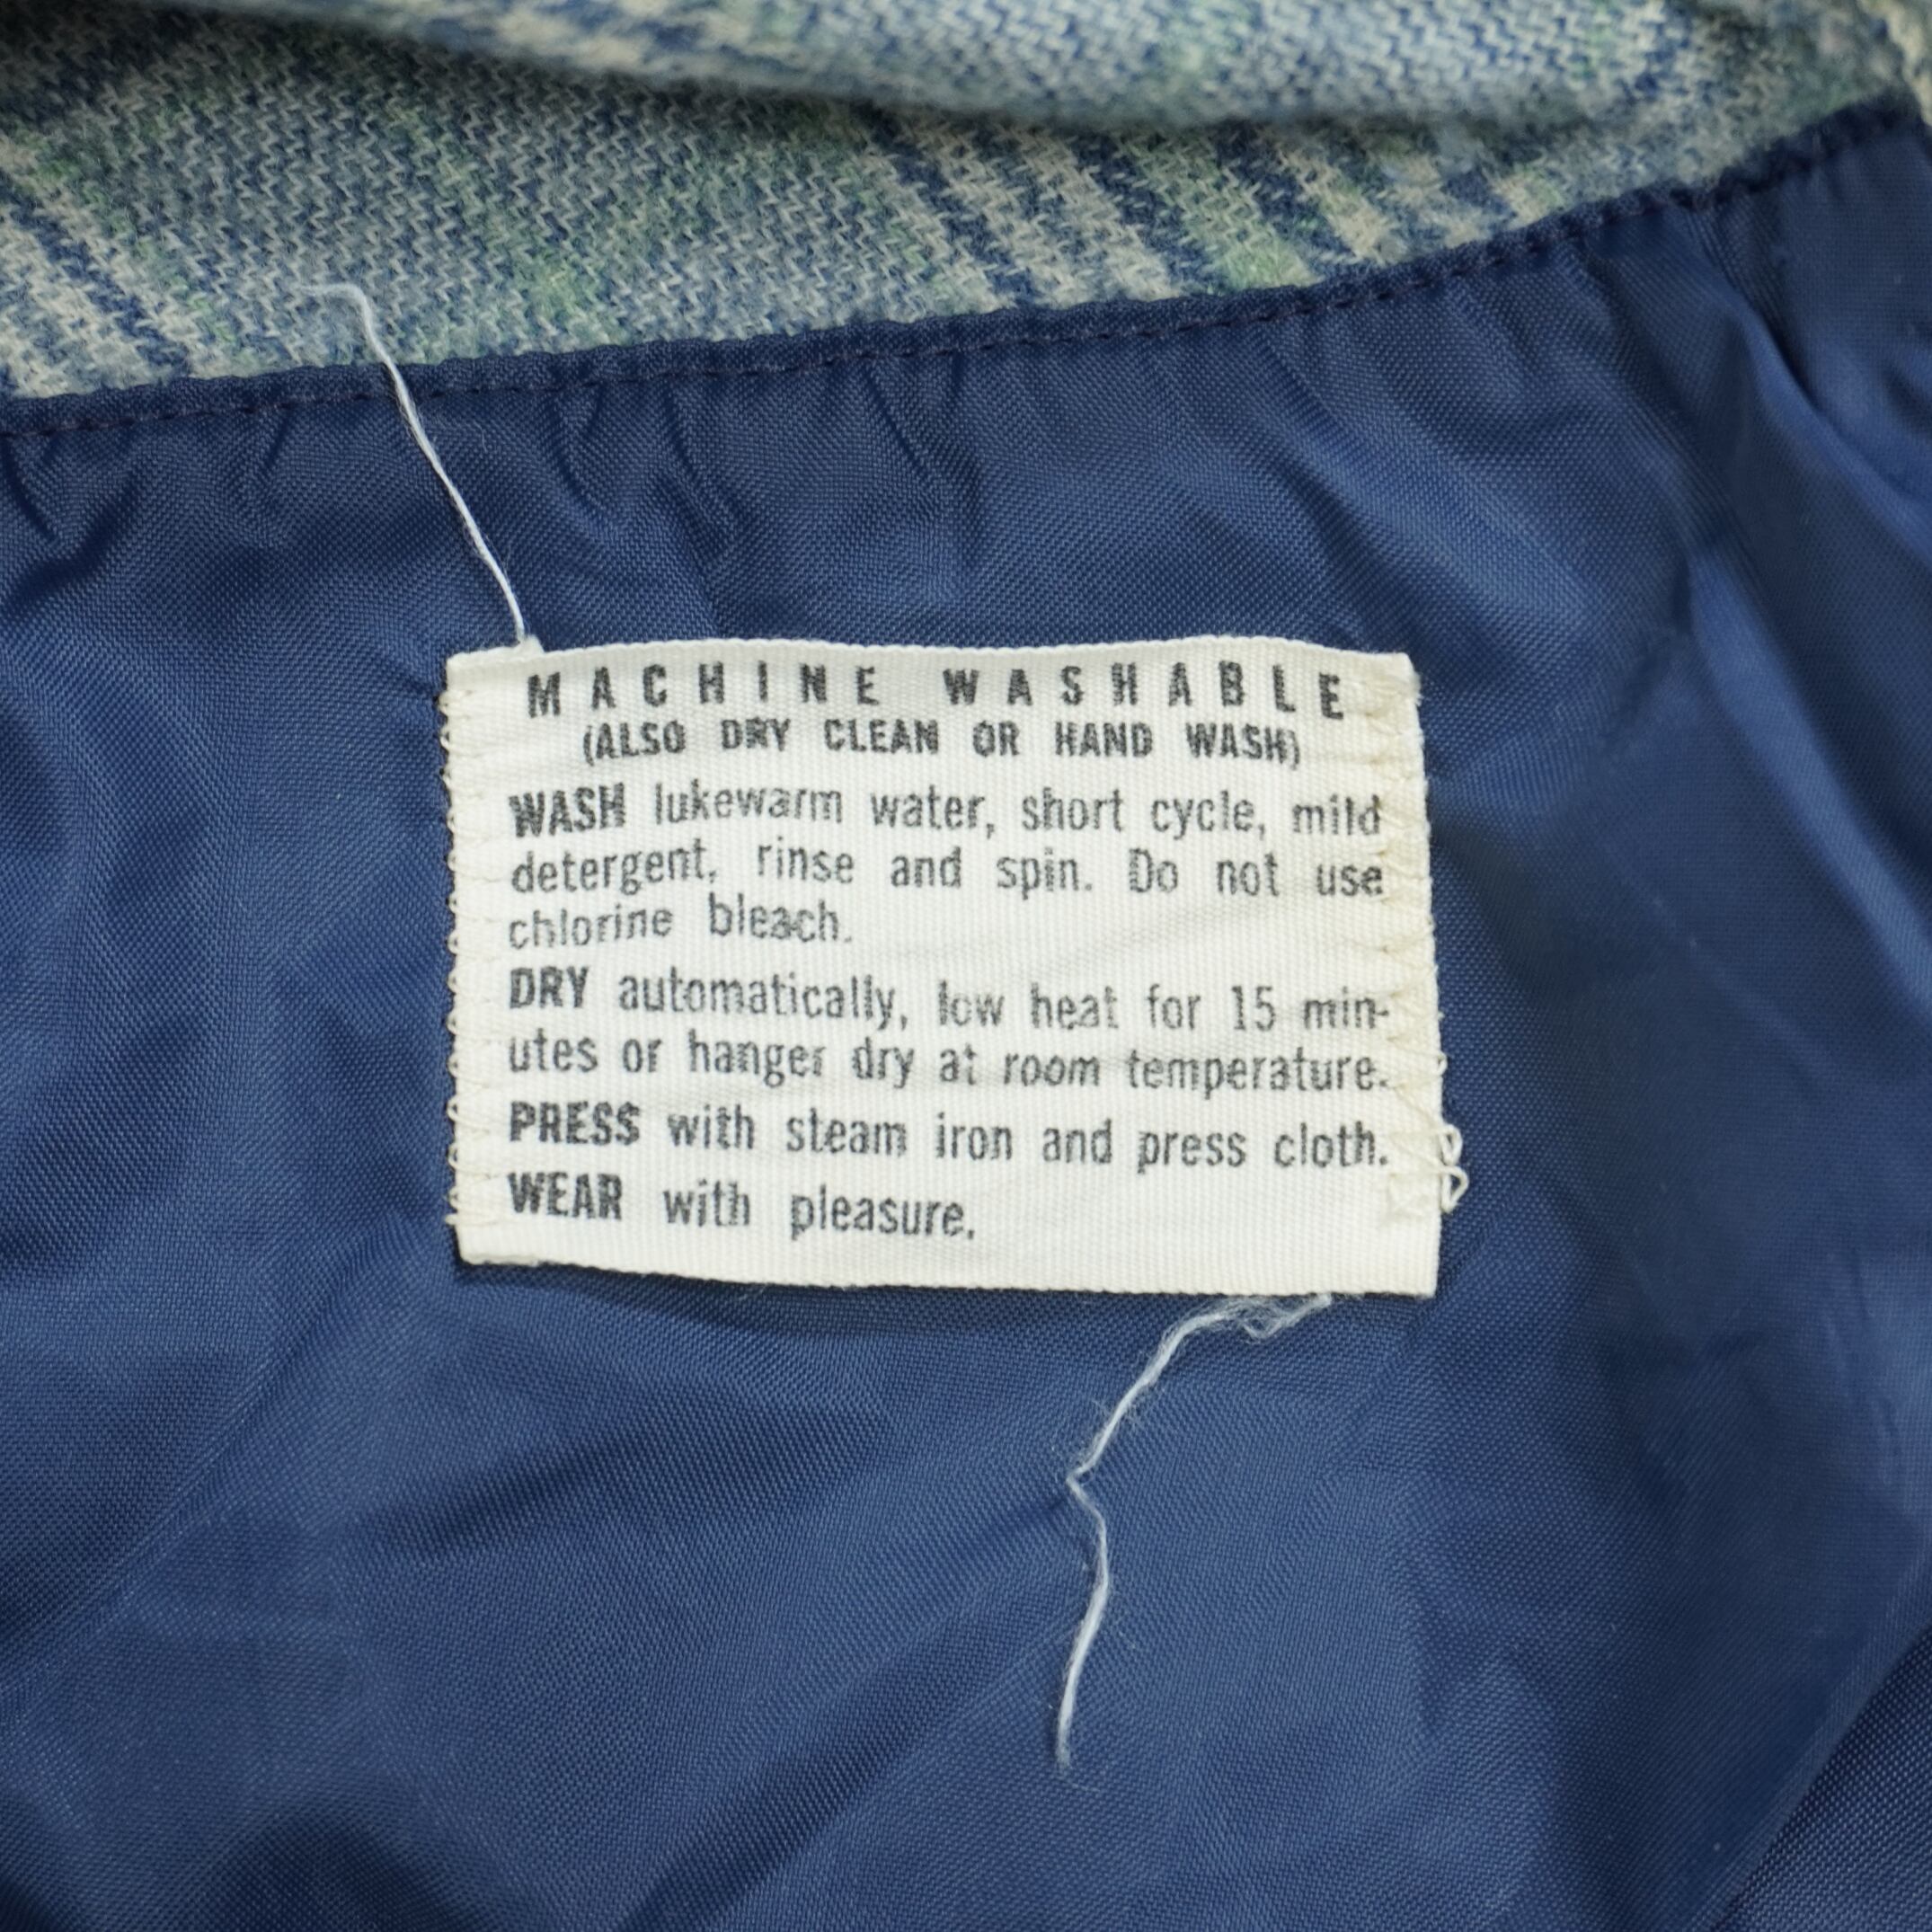 MACHINE WASHABLE
(ALSO DRY CLEAN OR HAND WASH)
WASH lukewarm water, short cycle, mild
detergent, rinse and spin. Do not use
chlorine bleach.
DRY automatically, low heat for 15 min-
utes or hanger dry at room temperature.
PRESS with steam iron and press cloth.
WEAR with pleasure.